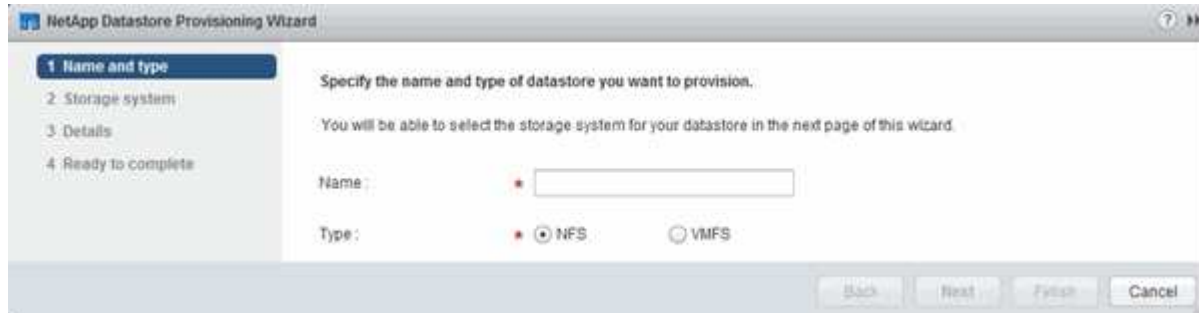 NetApp Datastore Provisioning Wizard
?
1 Name and type
2 Storage system
3 Details
4 Ready to complete
Specify the name and type of datastore you want to provision.
You will be able to select the storage system for your datastore in the next page of this wizard.
Name : *
Type : * NFS VMFS
Back Next Finish Cancel